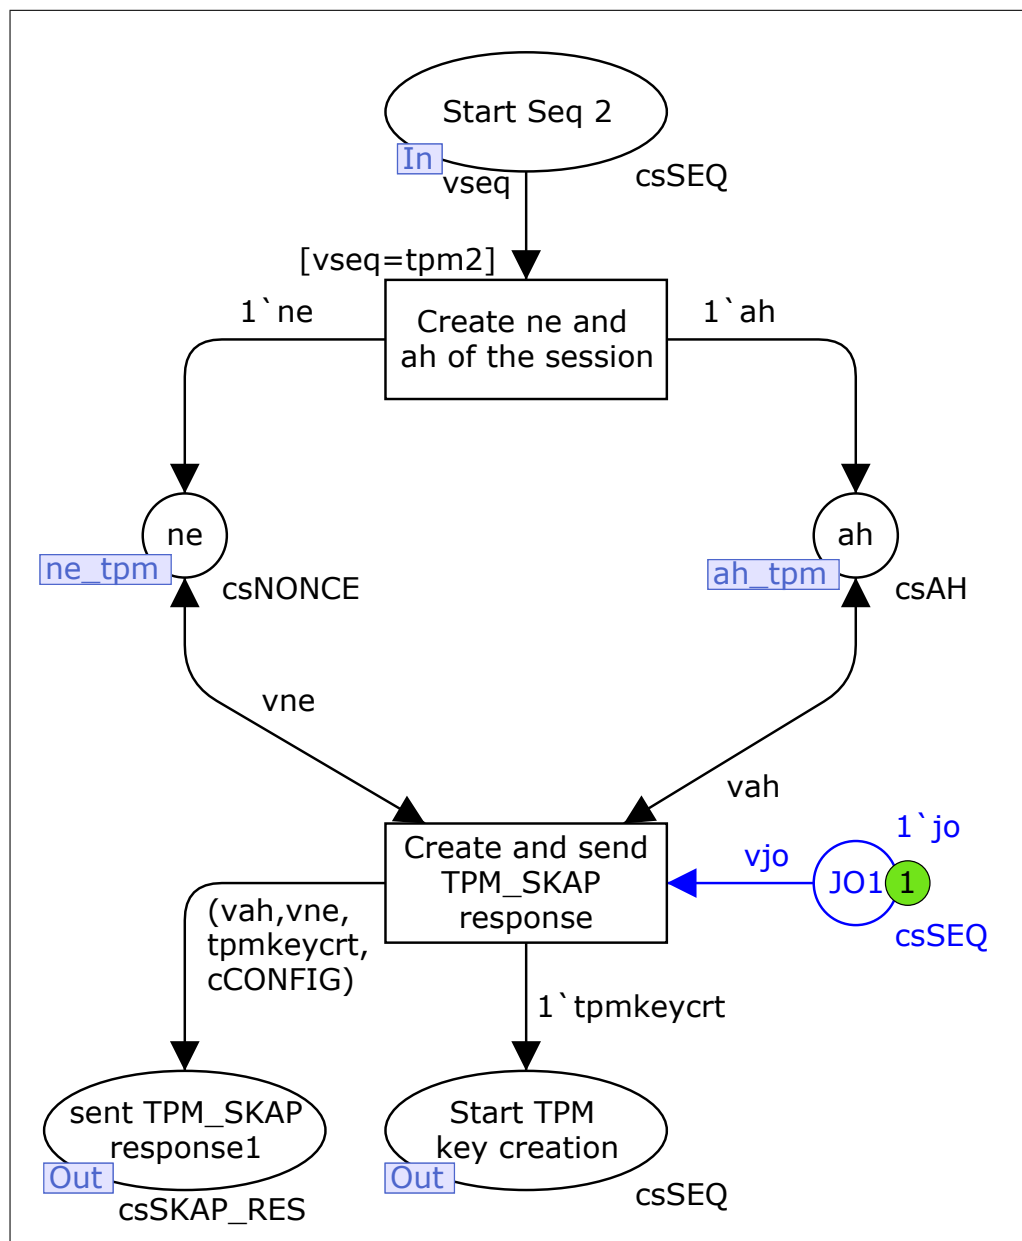 Start Seq 2
In
vseq
csSEQ
[vseq=tpm2]
1`ne
Create ne and
ah of the session
1`ah
ne
ne_tpm
csNONCE
ah
ah_tpm
csAH
vne
vah
Create and send
TPM_SKAP
response
vjo
1`jo
JO1
1
csSEQ
(vah,vne,
tpmkeycrt,
cCONFIG)
1`tpmkeycrt
sent TPM_SKAP
response1
Out
csSKAP_RES
Start TPM
key creation
Out
csSEQ